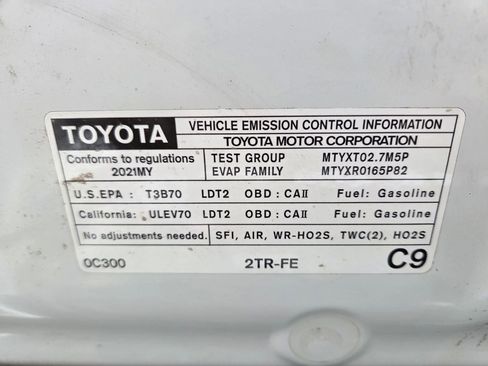 TOYOTA VEHICLE EMISSION CONTROL INFORMATION
TOYOTA MOTOR CORPORATION
Conforms to regulations 2021MY
TEST GROUP MTYXT02.7M5P
EVAP FAMILY MTYXR0165P82
U.S.EPA : T3B70 LDT2 OBD : CAII Fuel: Gasoline
California: ULEV70 LDT2 OBD : CAII Fuel: Gasoline
No adjustments needed. SFI, AIR, WR-HO2S, TWC(2), HO2S
0C300 2TR-FE C9